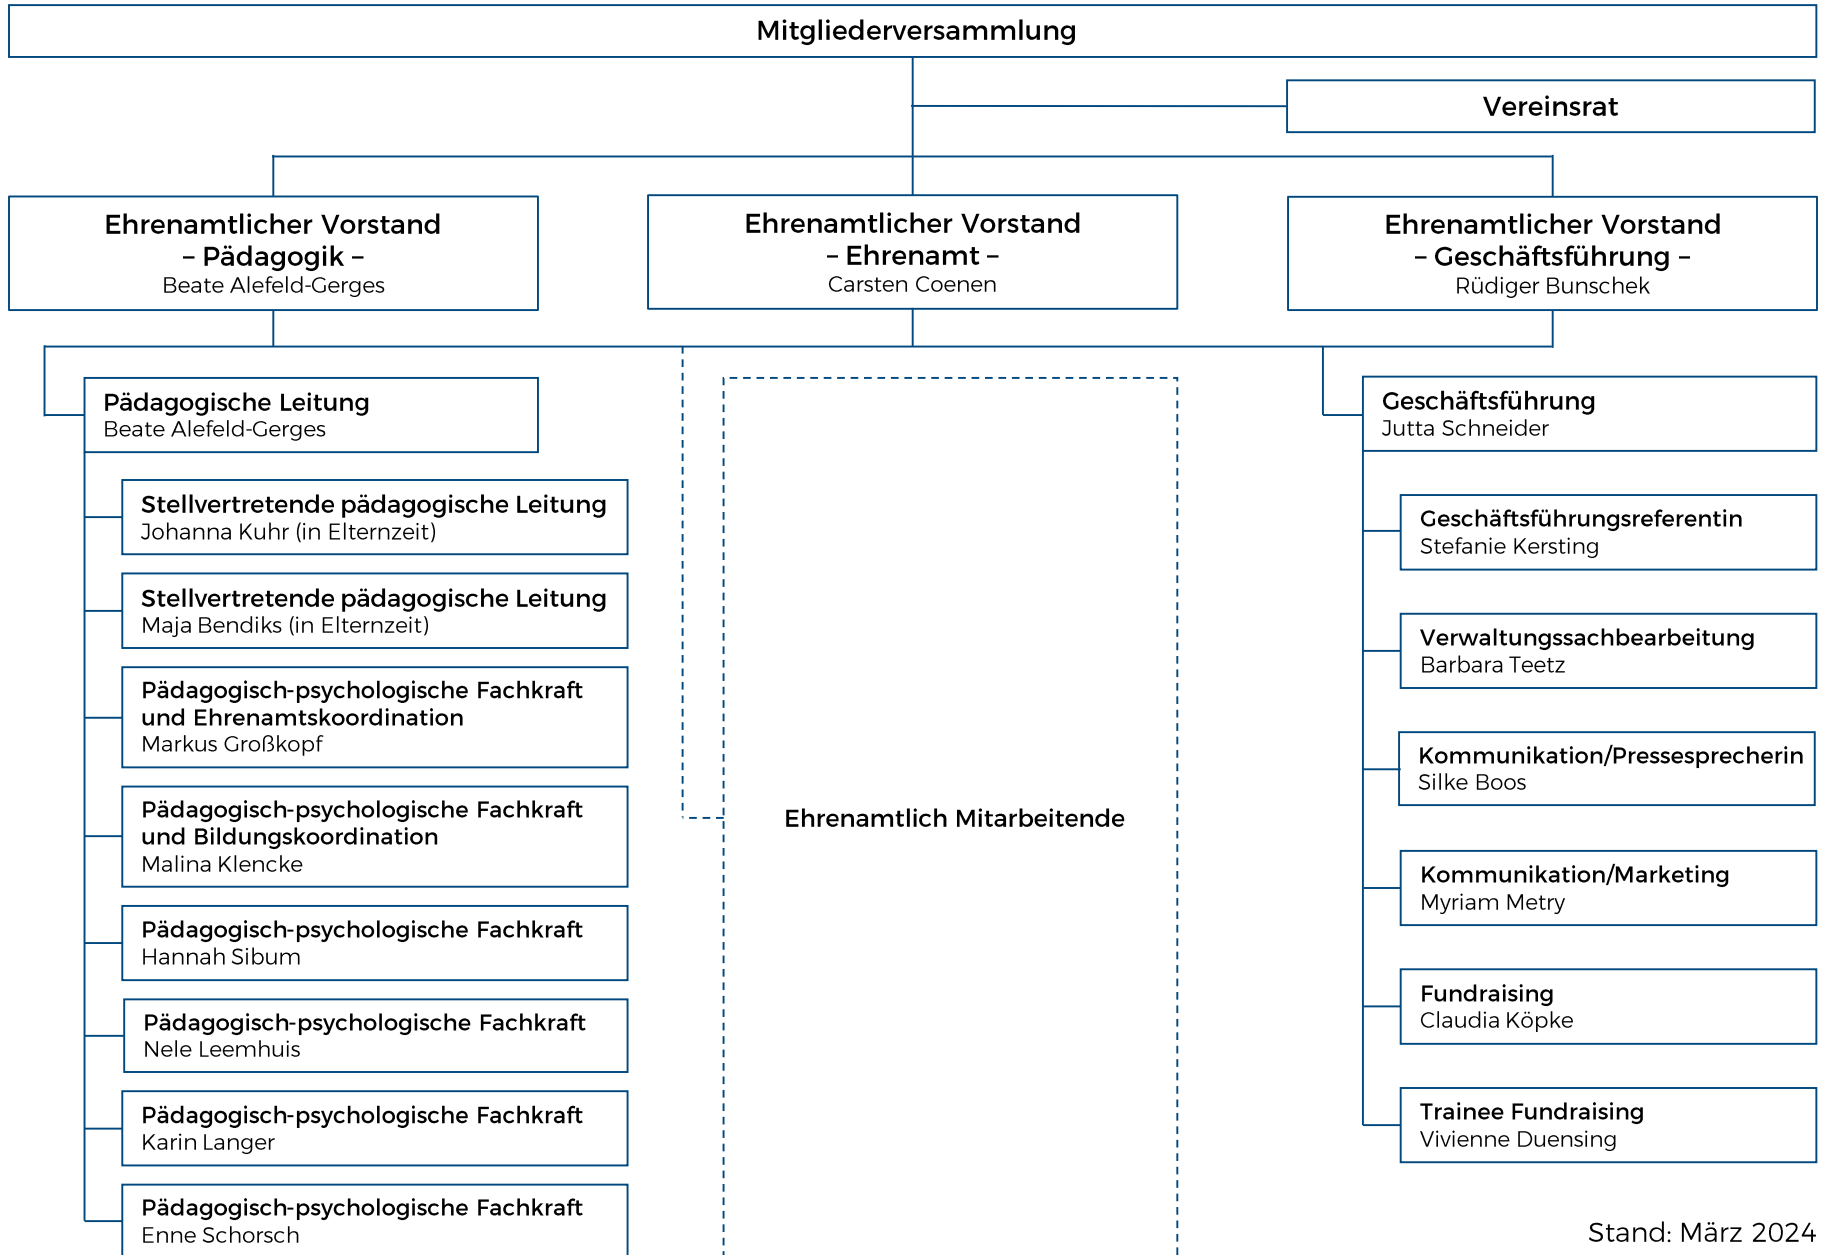 Mitgliederversammlung
Vereinsrat
Ehrenamtlicher Vorstand
– Pädagogik –
Beate Alefeld-Gerges
Ehrenamtlicher Vorstand
– Ehrenamt –
Carsten Coenen
Ehrenamtlicher Vorstand
– Geschäftsführung –
Rüdiger Bunschek
Pädagogische Leitung
Beate Alefeld-Gerges
Stellvertretende pädagogische Leitung
Johanna Kuhr (in Elternzeit)
Stellvertretende pädagogische Leitung
Maja Bendiks (in Elternzeit)
Pädagogisch-psychologische Fachkraft
und Ehrenamtskoordination
Markus Großkopf
Pädagogisch-psychologische Fachkraft
und Bildungskoordination
Malina Klencke
Pädagogisch-psychologische Fachkraft
Hannah Sibum
Pädagogisch-psychologische Fachkraft
Nele Leemhuis
Pädagogisch-psychologische Fachkraft
Karin Langer
Pädagogisch-psychologische Fachkraft
Enne Schorsch
Ehrenamtlich Mitarbeitende
Geschäftsführung
Jutta Schneider
Geschäftsführungsreferentin
Stefanie Kersting
Verwaltungssachbearbeitung
Barbara Teetz
Kommunikation/Pressesprecherin
Silke Boos
Kommunikation/Marketing
Myriam Metry
Fundraising
Claudia Köpke
Trainee Fundraising
Vivienne Duensing
Stand: März 2024